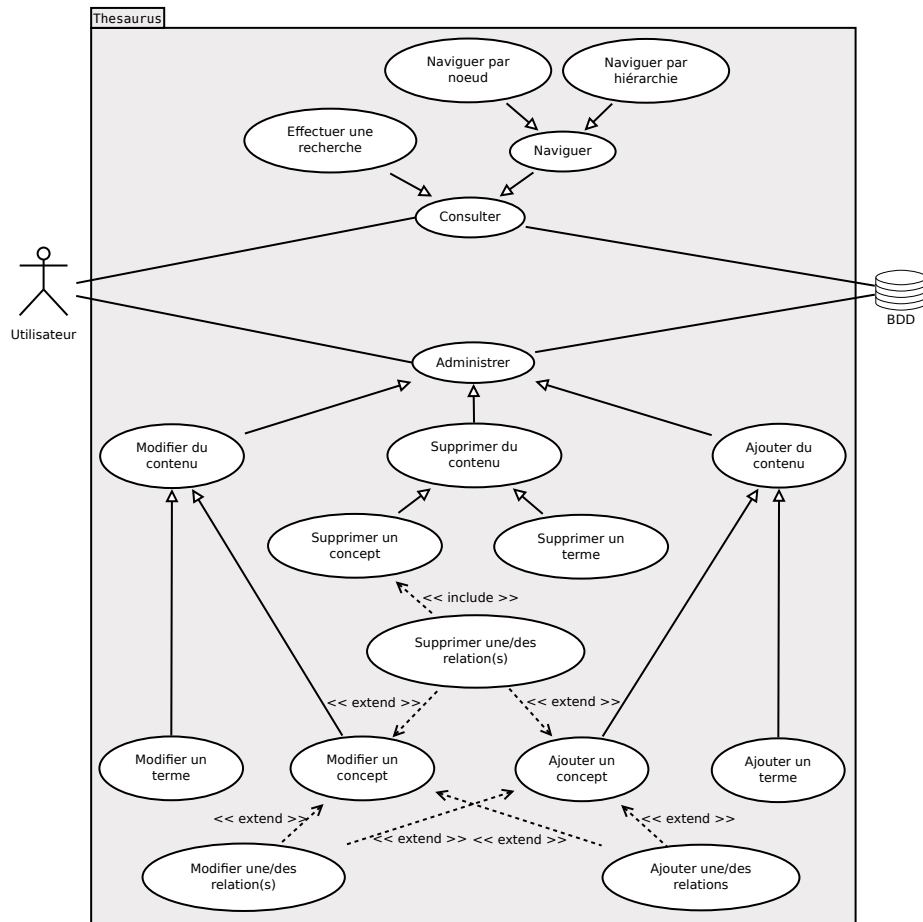 Thesaurus
Naviguer par
noeud
Naviguer par
hiérarchie
Effectuer une
recherche
Naviguer
Consulter
Utilisateur
BDD
Administrer
Modifier du
contenu
Supprimer du
contenu
Ajouter du
contenu
Supprimer un
concept
Supprimer un
terme
<< include >>
Supprimer une/des
relation(s)
<< extend >>
<< extend >>
Modifier un
terme
Modifier un
concept
Ajouter un
concept
Ajouter un
terme
<< extend >>
<< extend >>
<< extend >>
<< extend >>
Modifier une/des
relation(s)
Ajouter une/des
relations